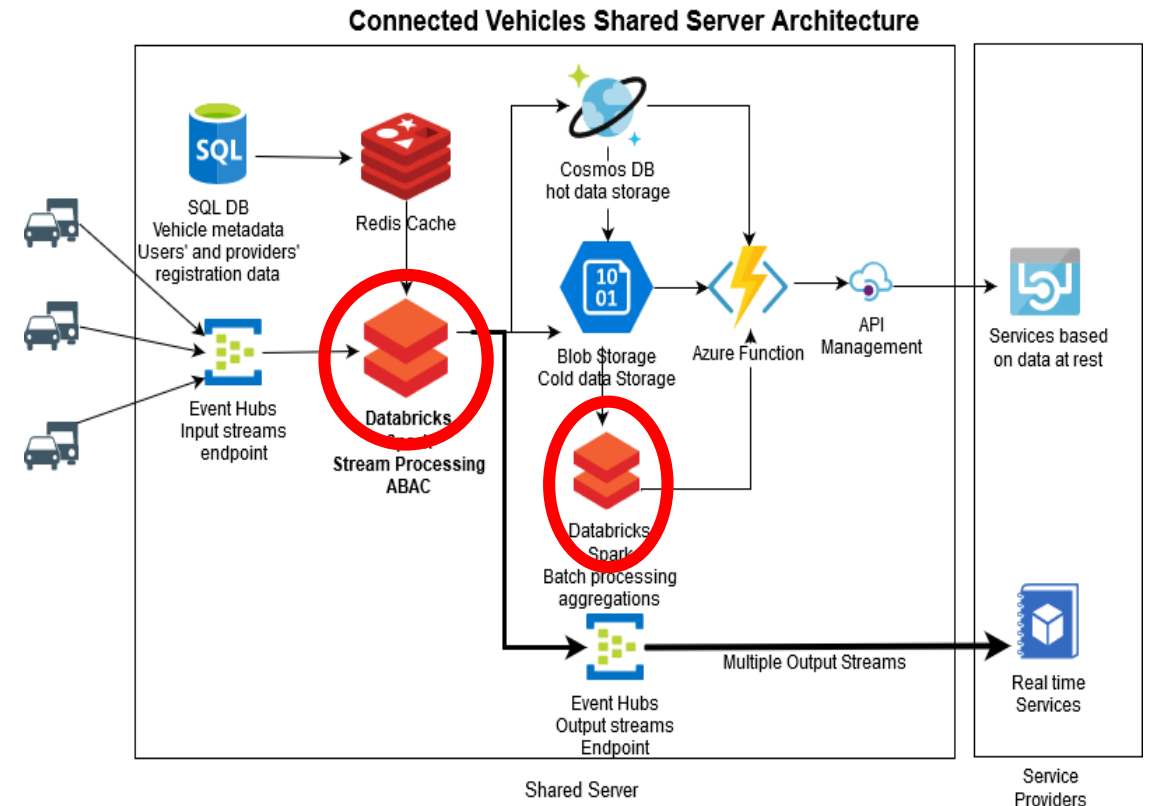 Connected Vehicles Shared Server Architecture
SQL
SQL DB
Vehicle metadata
Users' and providers'
registration data
Redis Cache
Cosmos DB
hot data storage
10
01
Blob Storage
Cold data Storage
Azure Function
API
Management
Services based
on data at rest
Event Hubs
Input streams
endpoint
Databricks
Spark
Stream Processing
ABAC
Databricks
Spark
Batch processing
aggregations
Multiple Output Streams
Event Hubs
Output streams
Endpoint
Real time
Services
Shared Server
Service
Providers